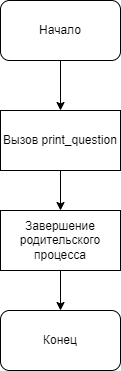 Начало
Вызов print_question
Завершение
родительского
процесса
Конец